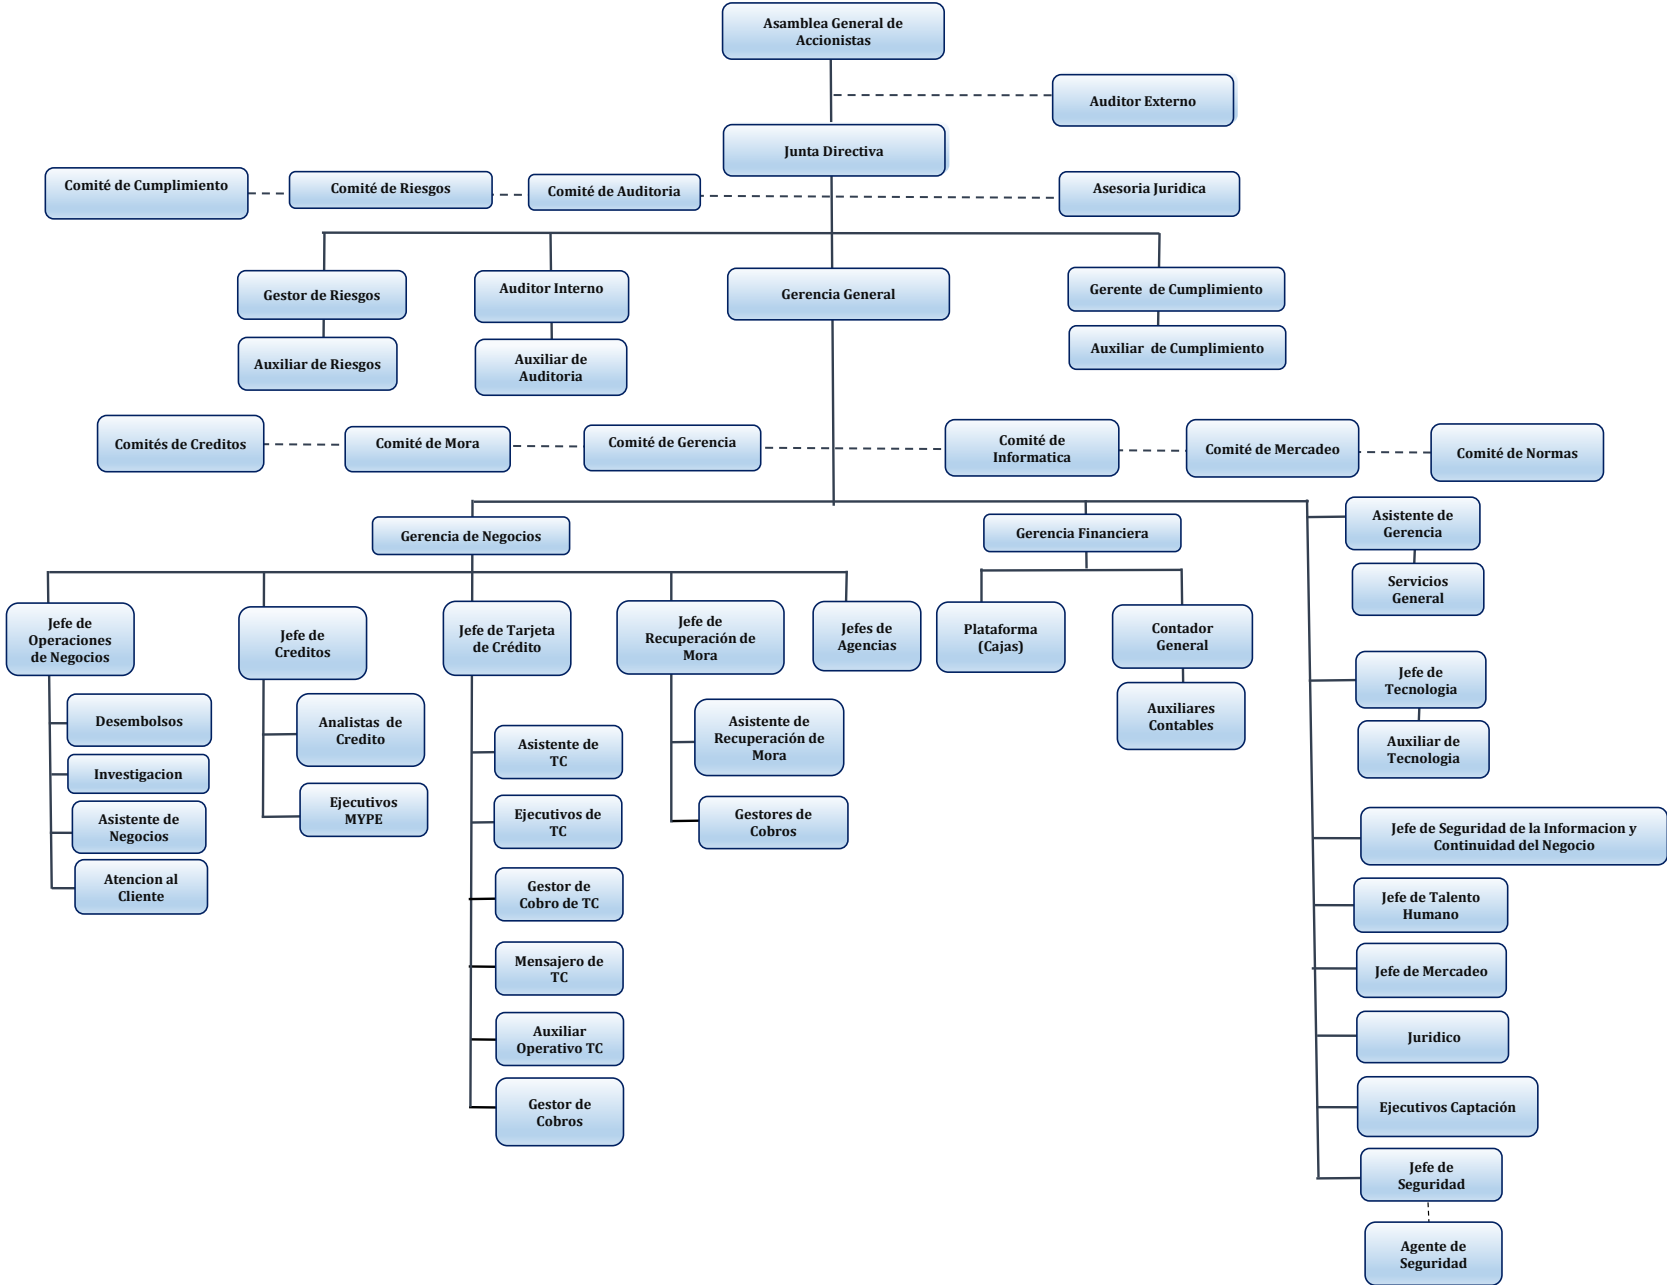 Asamblea General de
Accionistas
Auditor Externo
Junta Directiva
Comité de Cumplimiento
Comité de Riesgos
Comité de Auditoria
Asesoria Juridica
Gestor de Riesgos
Auditor Interno
Gerencia General
Gerente de Cumplimiento
Auxiliar de Riesgos
Auxiliar de
Auditoria
Auxiliar de Cumplimiento
Comités de Creditos
Comité de Mora
Comité de Gerencia
Comité de
Informatica
Comité de Mercadeo
Comité de Normas
Gerencia de Negocios
Gerencia Financiera
Asistente de
Gerencia
Servicios
General
Jefe de
Operaciones
de Negocios
Jefe de
Creditos
Jefe de Tarjeta
de Crédito
Jefe de
Recuperación de
Mora
Jefes de
Agencias
Plataforma
(Cajas)
Contador
General
Jefe de
Tecnologia
Desembolsos
Analistas de
Credito
Asistente de
TC
Asistente de
Recuperación de
Mora
Auxiliares
Contables
Auxiliar de
Tecnologia
Investigacion
Ejecutivos
MYPE
Ejecutivos de
TC
Gestores de
Cobros
Asistente de
Negocios
Jefe de Seguridad de la Informacion y
Continuidad del Negocio
Atencion al
Cliente
Gestor de
Cobro de TC
Jefe de Talento
Humano
Mensajero de
TC
Jefe de Mercadeo
Auxiliar
Operativo TC
Juridico
Gestor de
Cobros
Ejecutivos Captación
Jefe de
Seguridad
Agente de
Seguridad